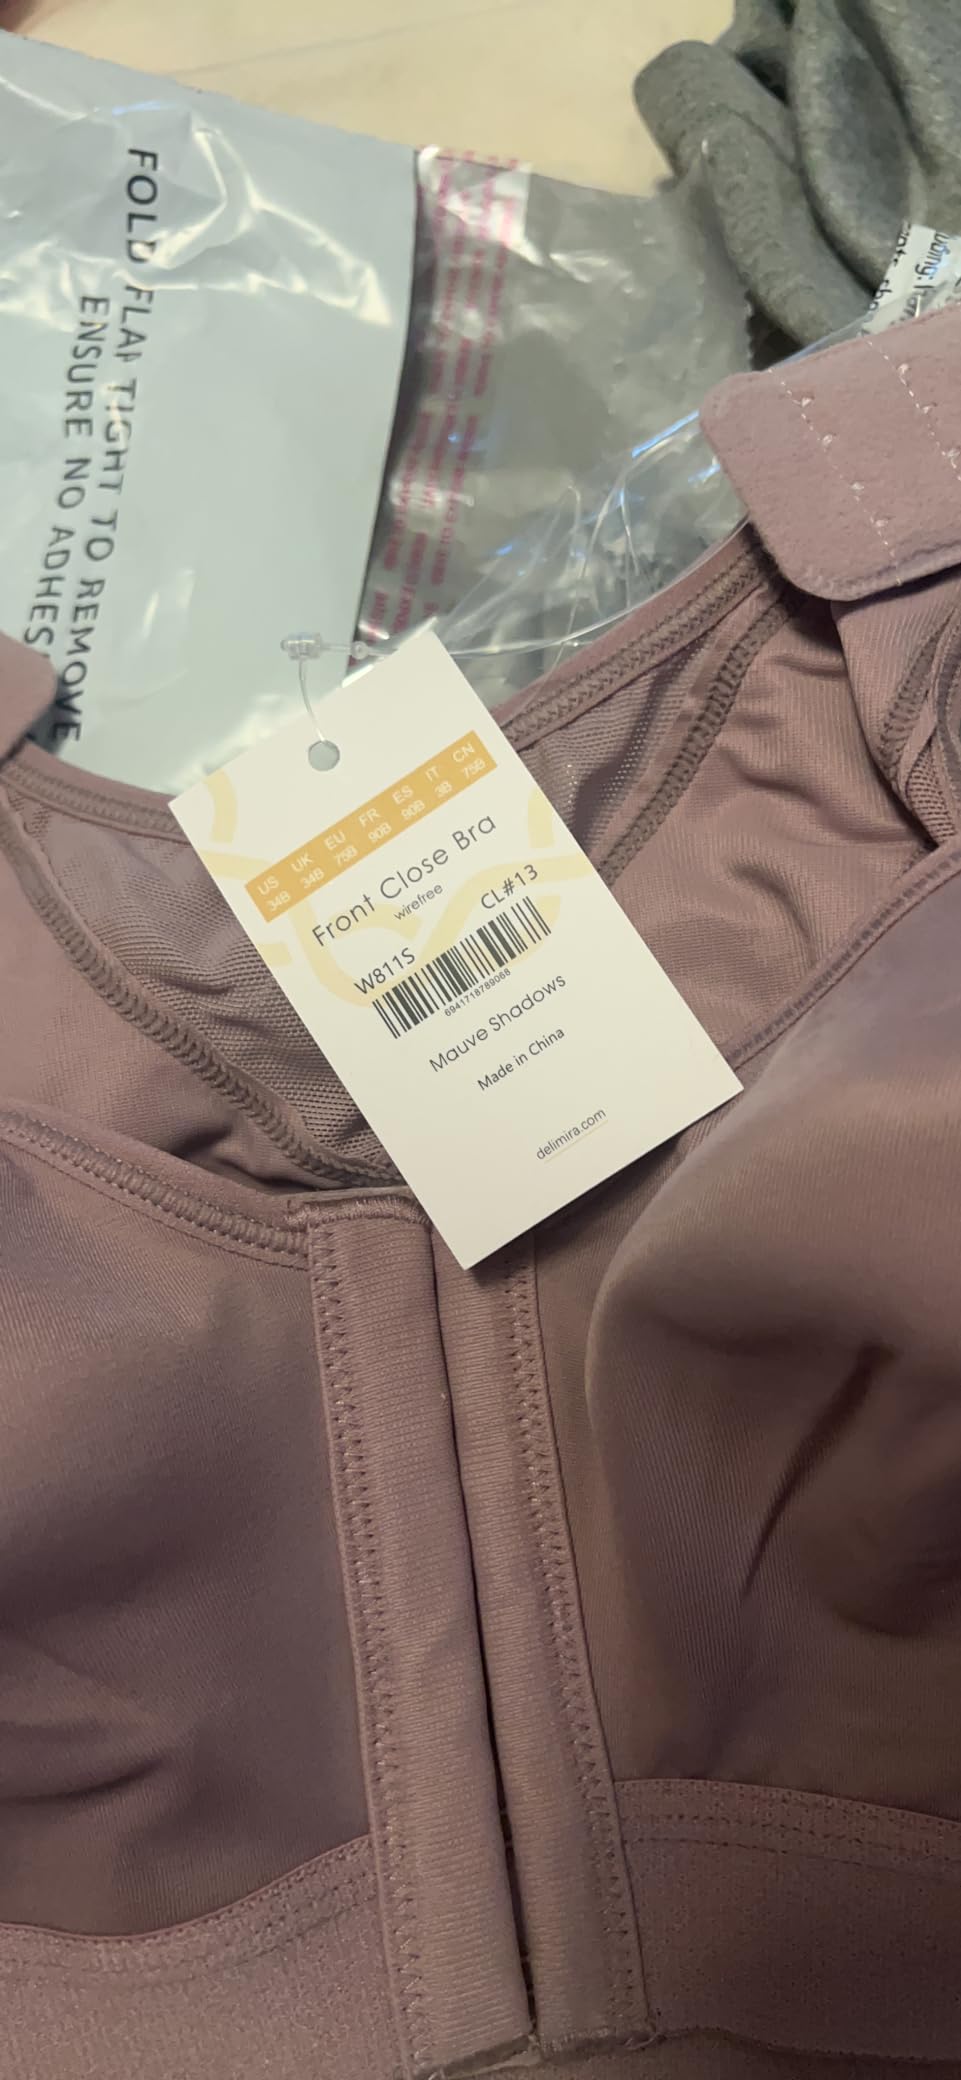 FOLD FLAP TIGHT TO REMOVE
ENSURE NO ADHES
US UK EU FR ES IT CN
34B 34B 75B 90B 90B 3B 75B
Front Close Bra
wirefree
W811S CL#13
6941718789068
Mauve Shadows
Made in China
delimira.com